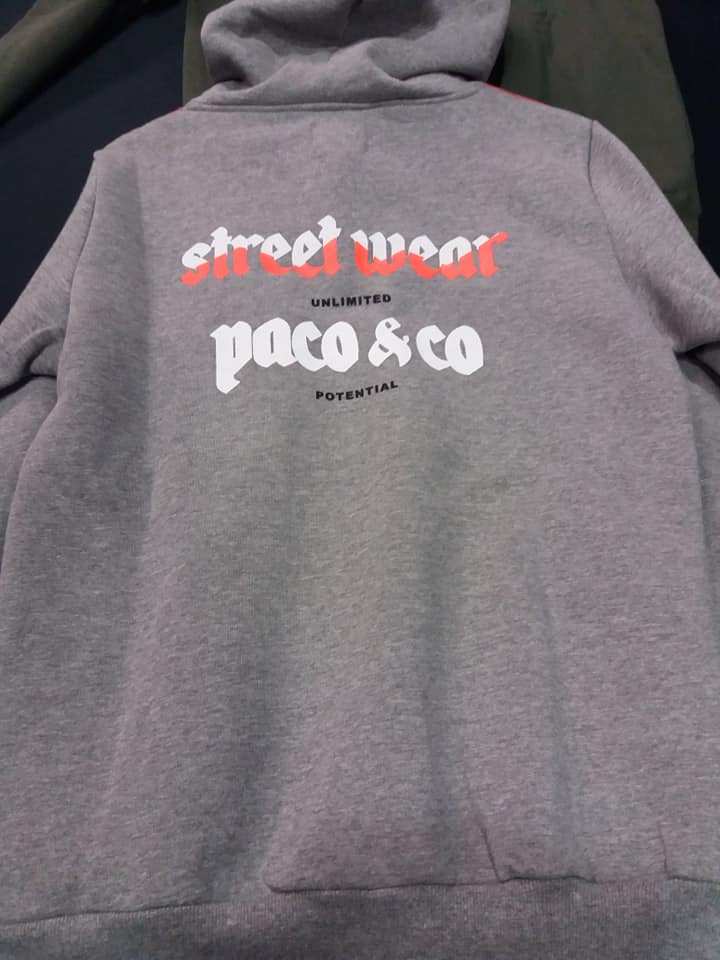 street wear
UNLIMITED
paco & co
POTENTIAL